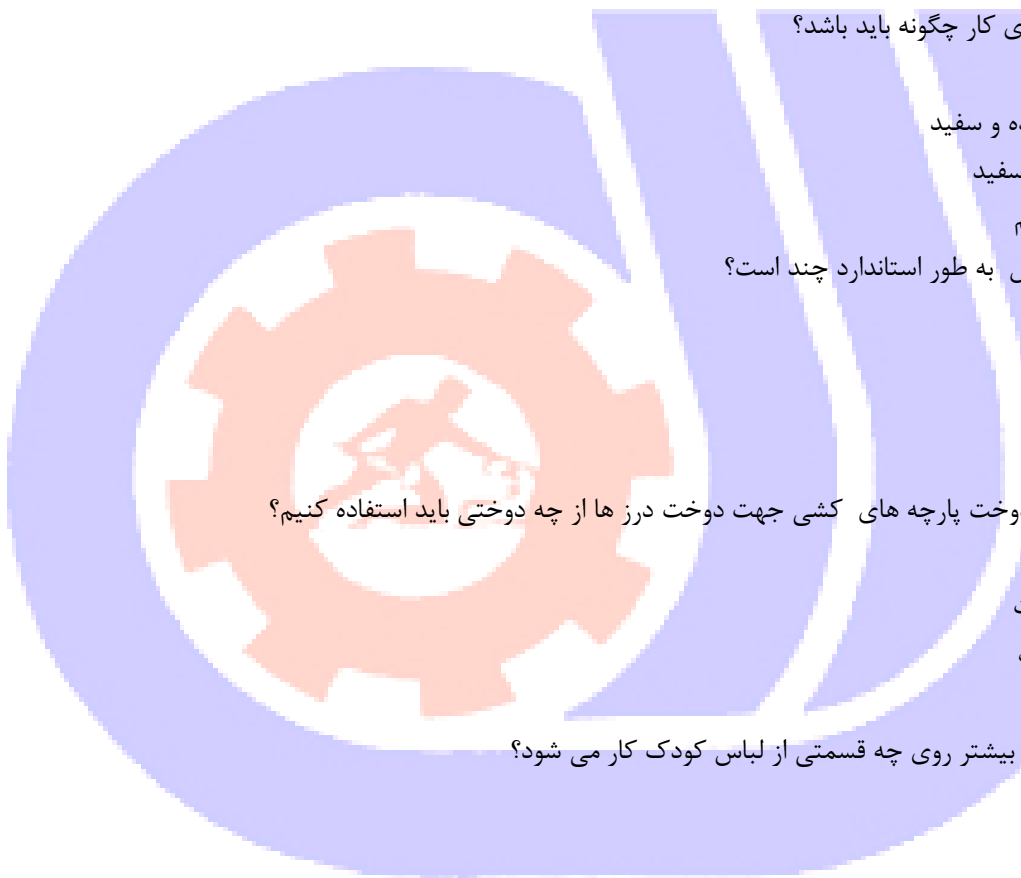 کار چگونه باید باشد؟
و سفید
سفید
به طور استاندارد چند است؟
پارچه های کشی جهت دوخت درز ها از چه دوختی باید استفاده کنیم؟
بیشتر روی چه قسمتی از لباس کودک کار می شود؟